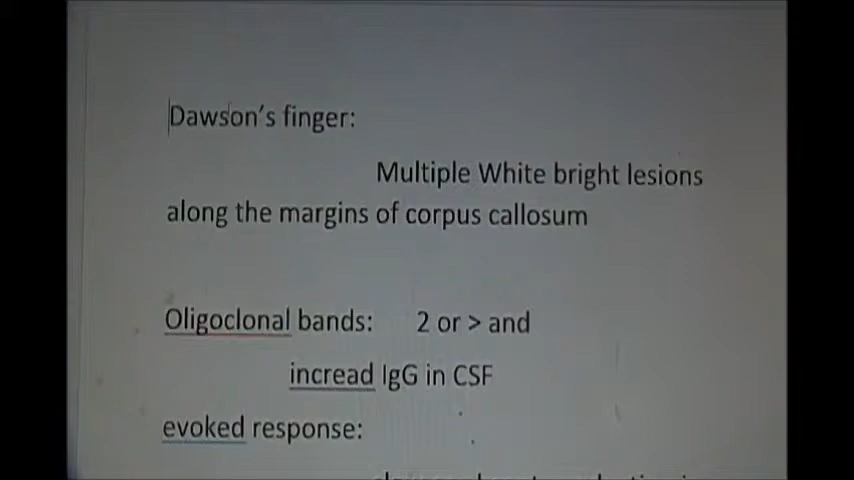 Dawson's finger:
Multiple White bright lesions
along the margins of corpus callosum
Oligoclonal bands: 2 or > and
incread IgG in CSF
evoked response: